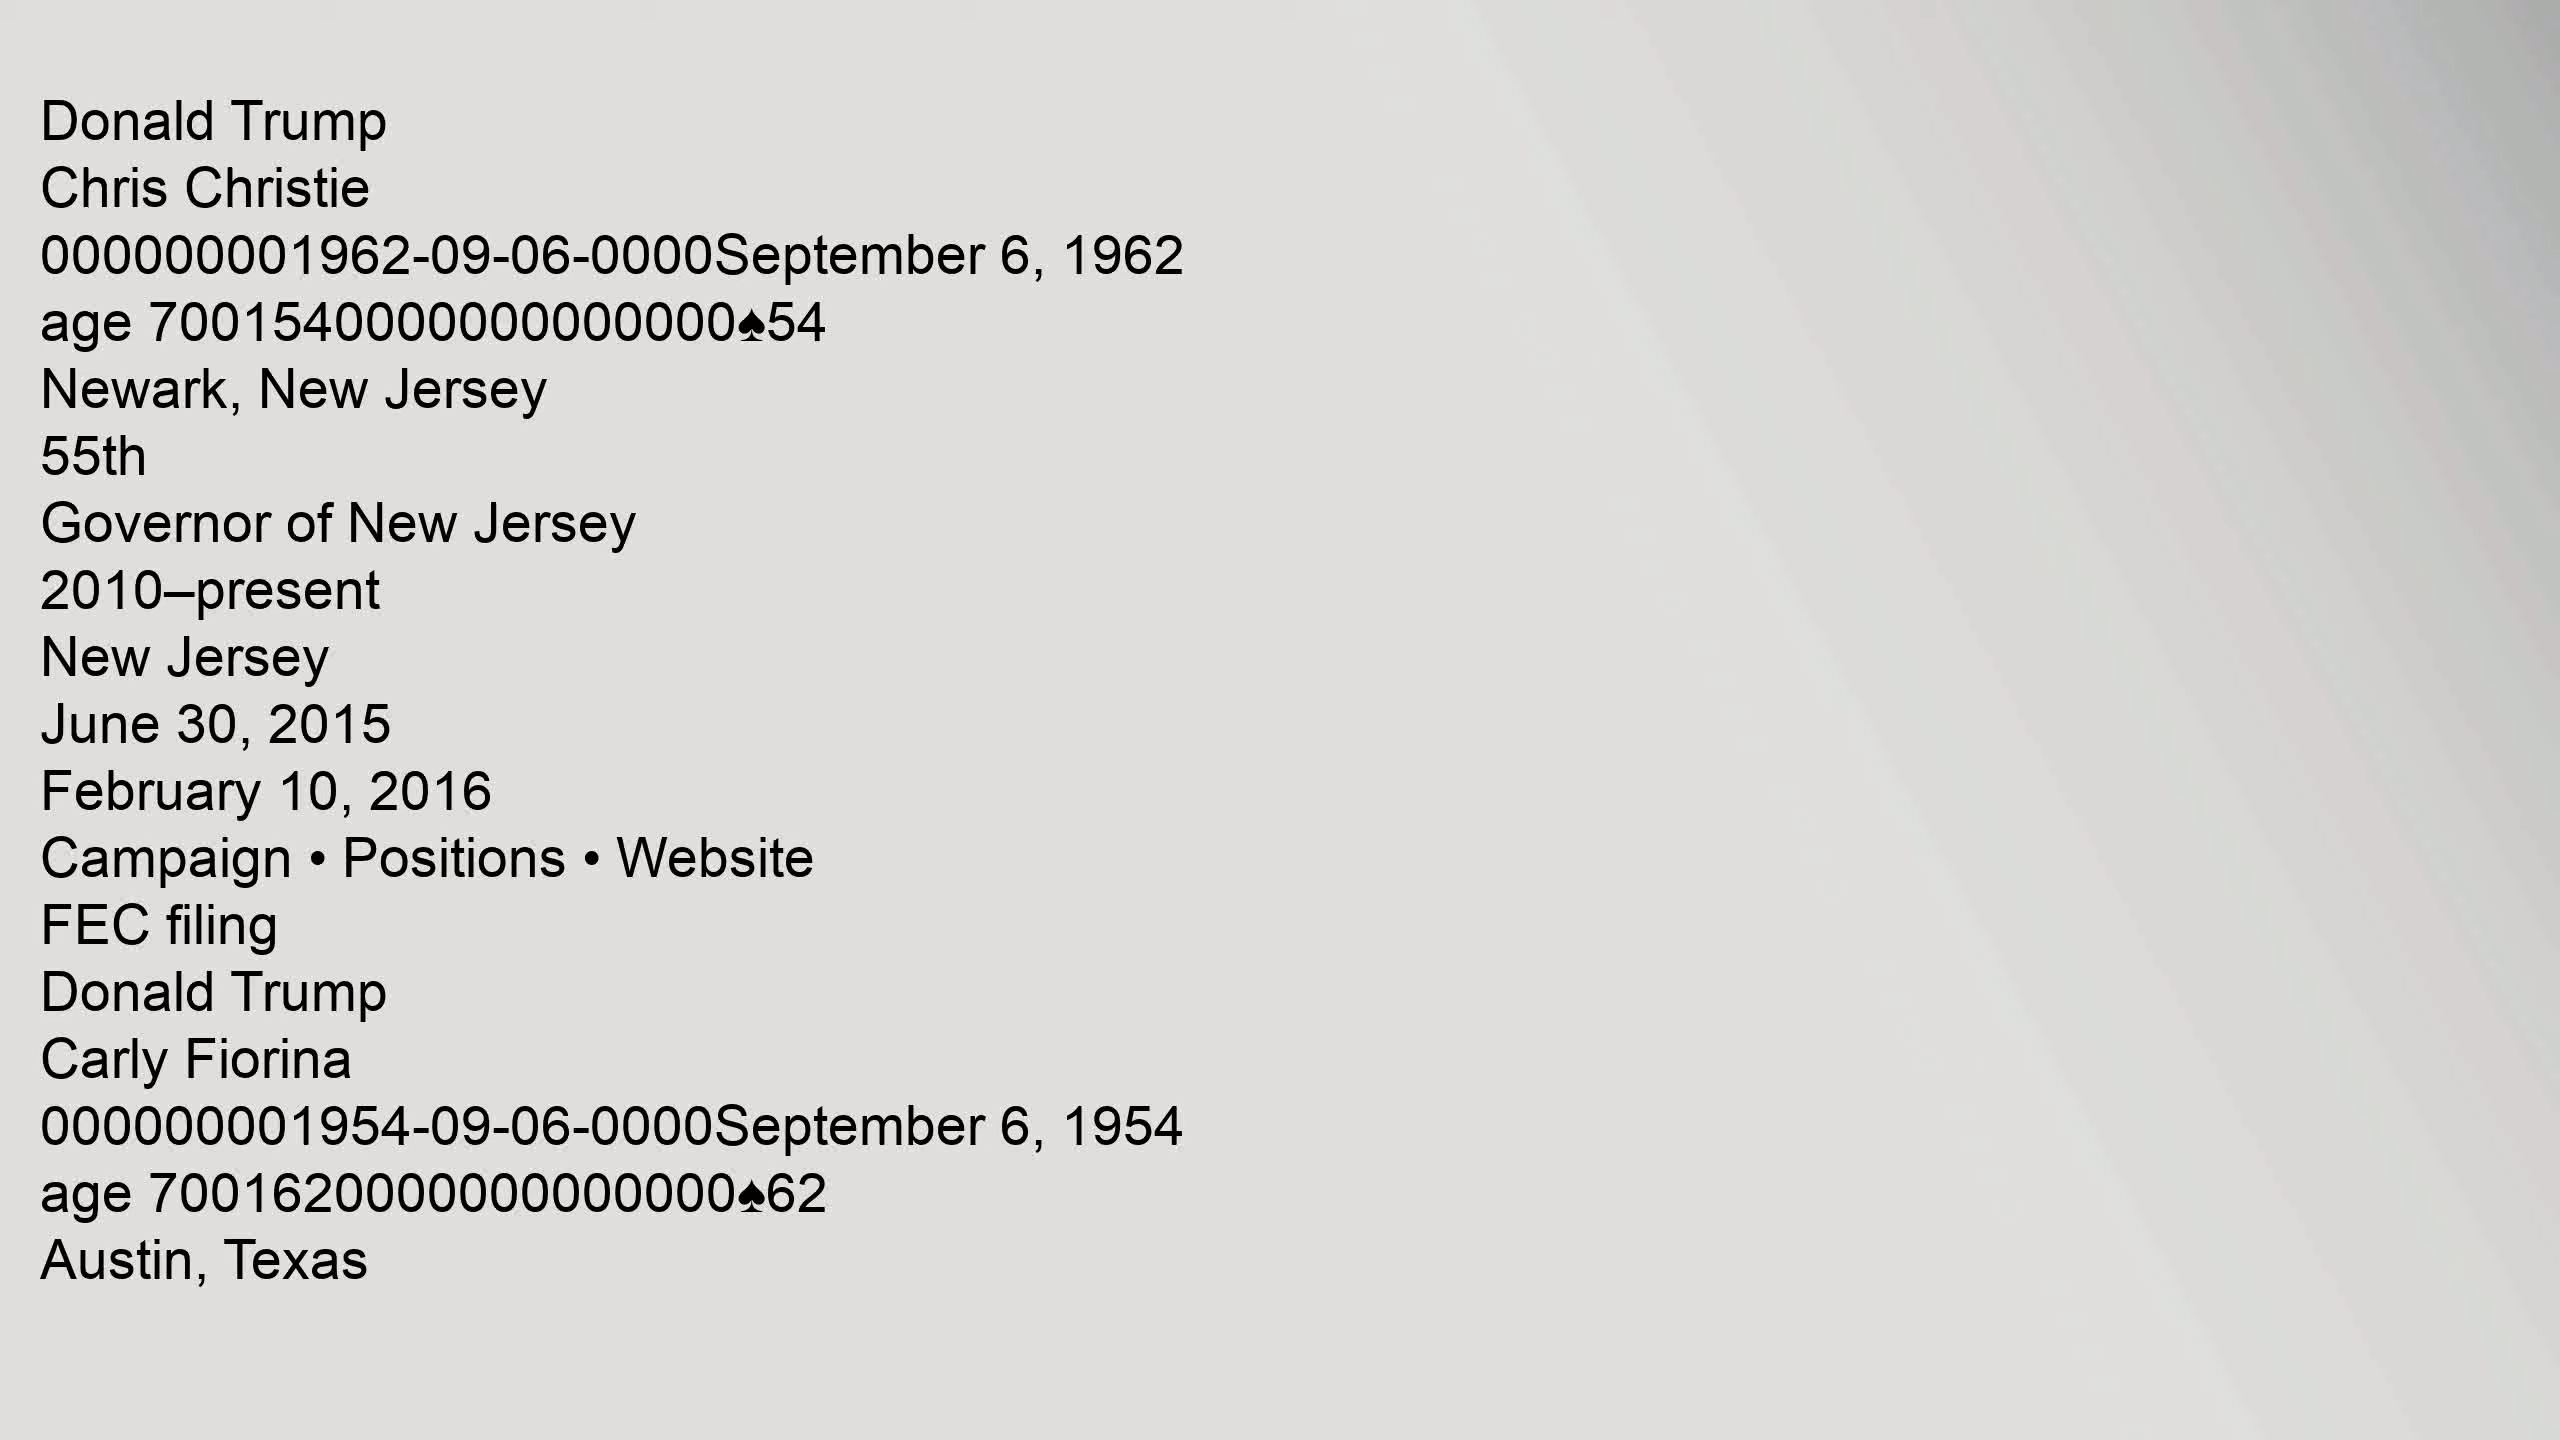 Donald Trump
Chris Christie
000000001962-09-06-0000September 6, 1962
age 7001540000000000000♠54
Newark, New Jersey
55th
Governor of New Jersey
2010–present
New Jersey
June 30, 2015
February 10, 2016
Campaign • Positions • Website
FEC filing
Donald Trump
Carly Fiorina
000000001954-09-06-0000September 6, 1954
age 7001620000000000000♠62
Austin, Texas